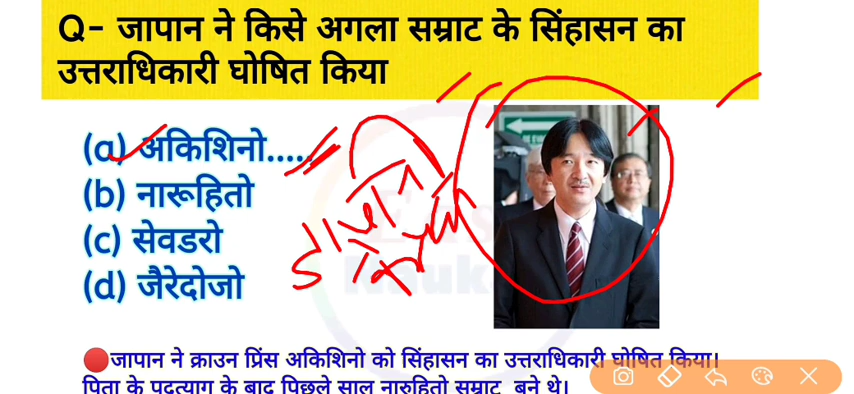 Q- जापान ने किसे अगला सम्राट के सिंहासन का
उत्तराधिकारी घोषित किया
(a) अकिशिनो.....
(b) नारूहितो
(c) सेवडरो
(d) जैरेदोजो
जापान ने क्राउन प्रिंस अकिशिनो को सिंहासन का उत्तराधिकारी घोषित किया।
पिता के पदत्याग के बाद पिछले साल नारुहितो सम्राट बने थे।